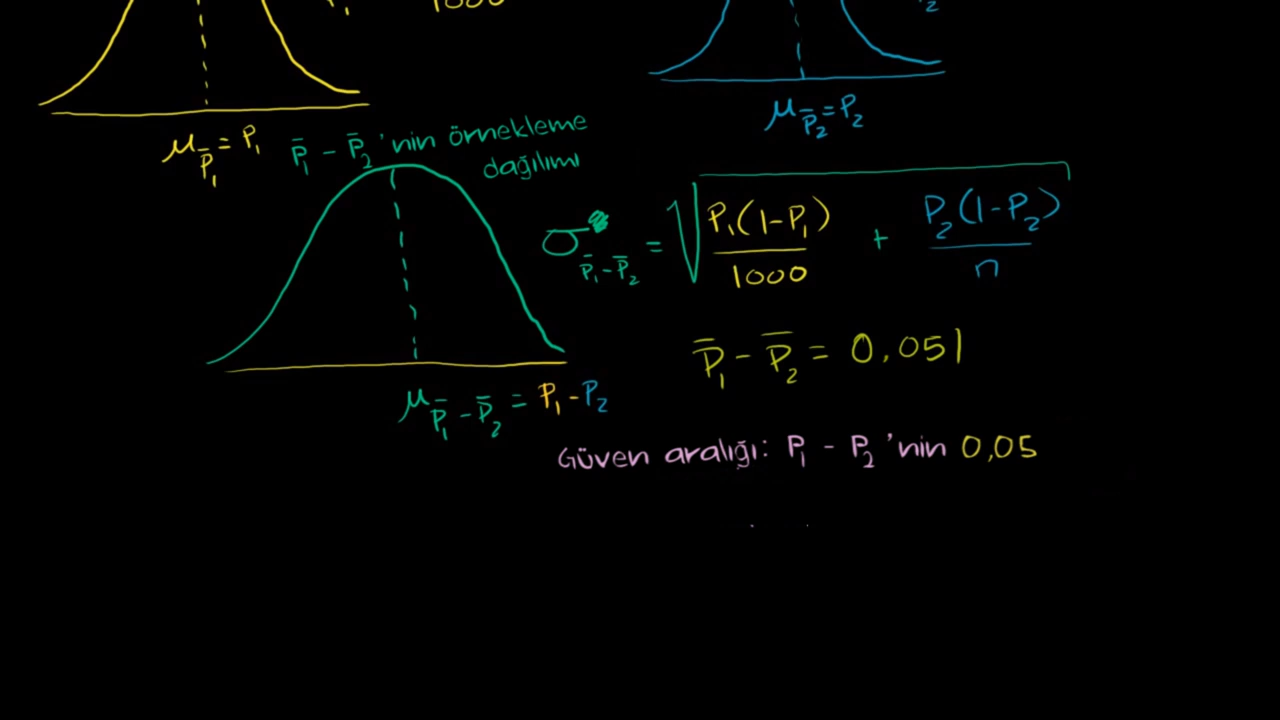 1000
μ_P̄₁ = P₁
μ_P̄₂ = P₂
P̄₁ - P̄₂'nin örnekleme
dağılımı
σ_P̄₁-P̄₂ = √(P₁(1-P₁)/1000 + P₂(1-P₂)/n)
P̄₁ - P̄₂ = 0,051
μ_P̄₁-P̄₂ = P₁ - P₂
Güven aralığı: P₁ - P₂'nin 0,05